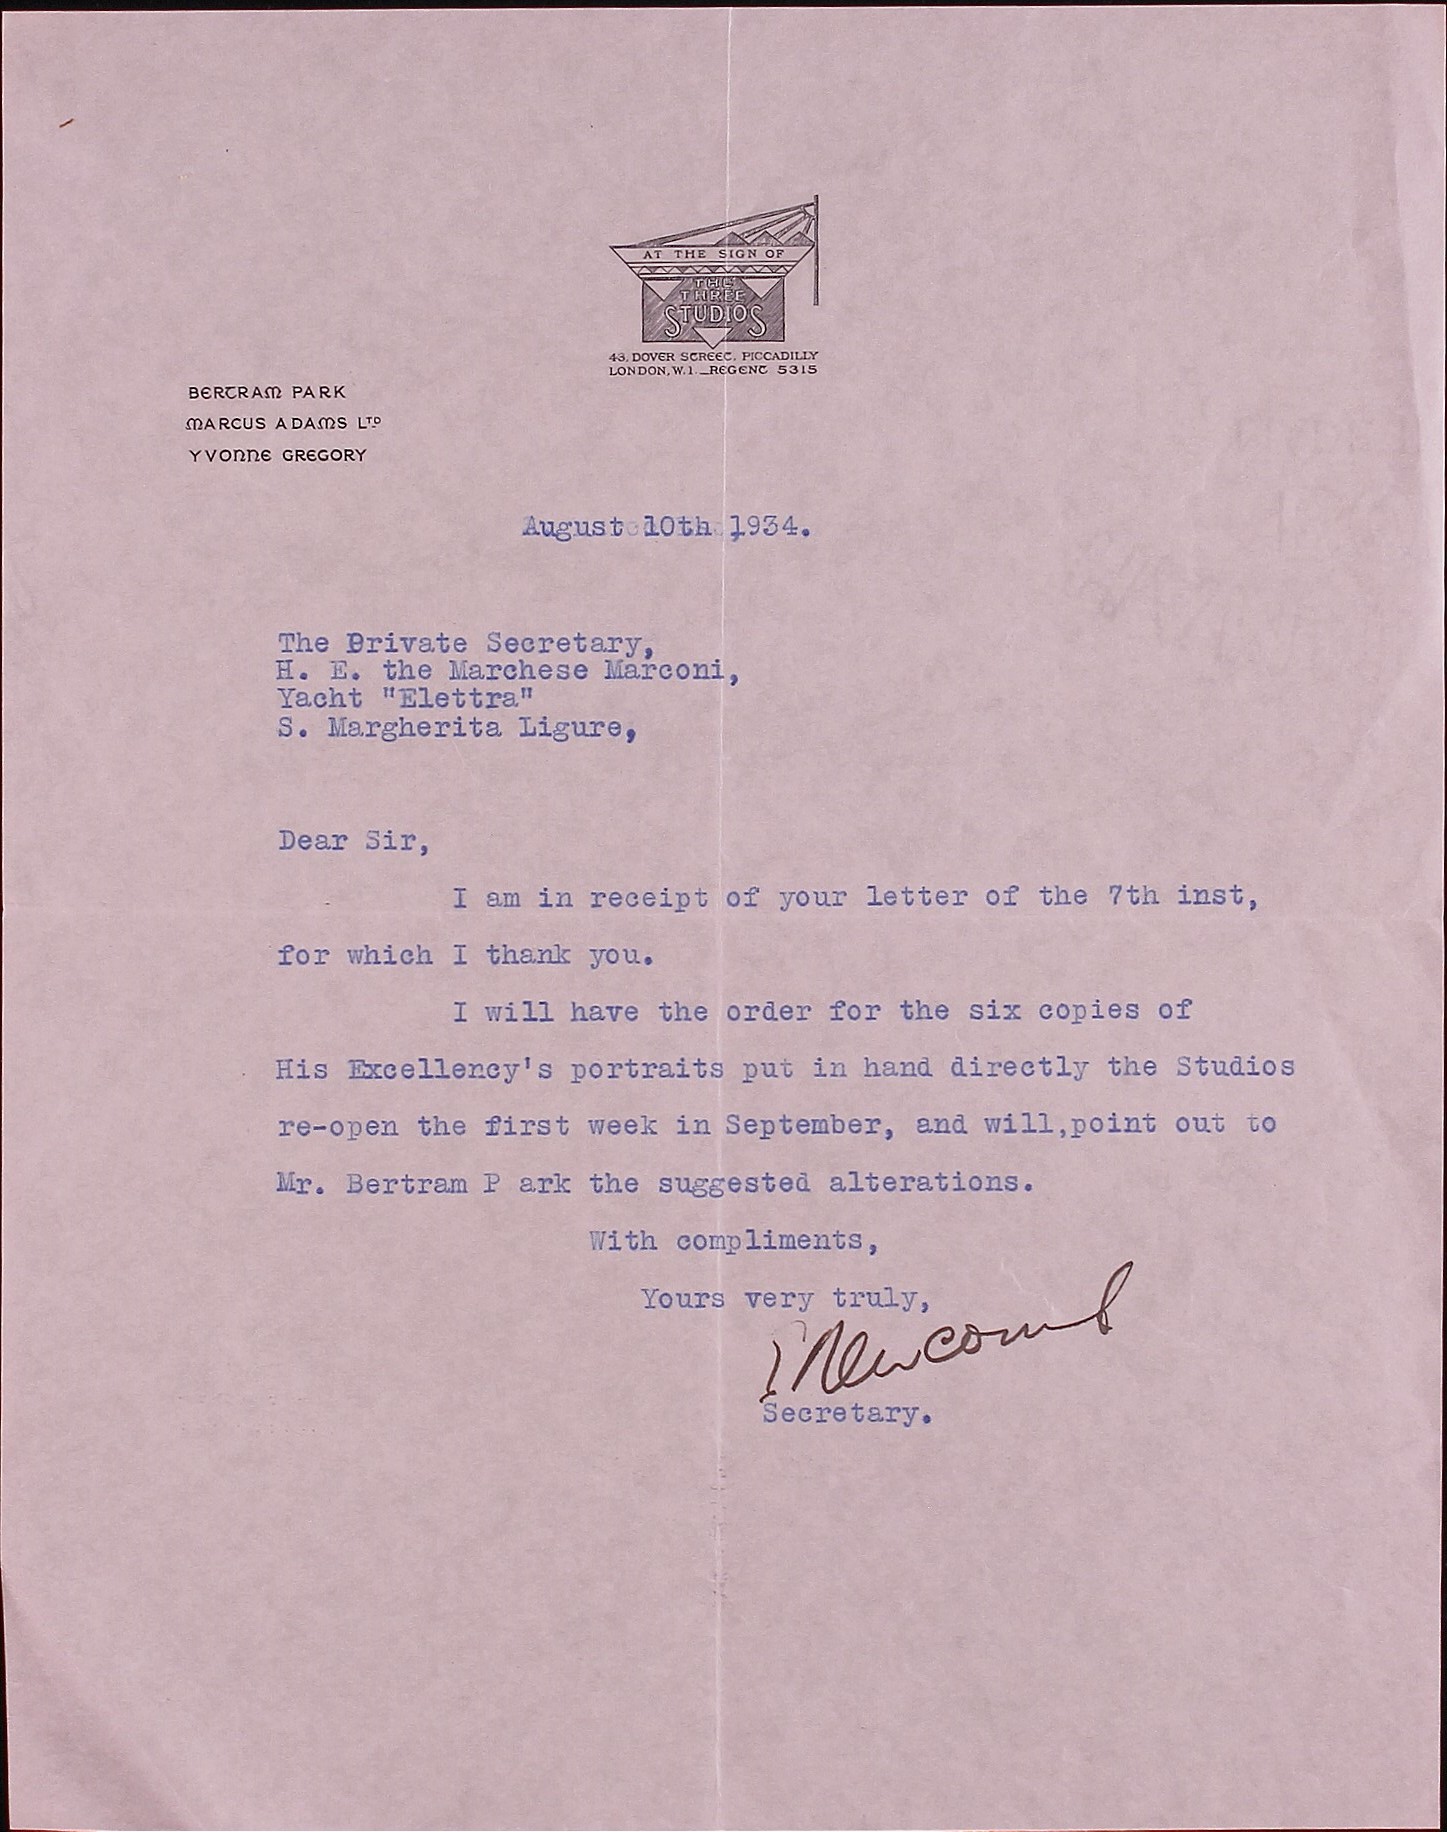 AT THE SIGN OF
THE
THREE
STUDIOS
43, DOVER STREET, PICCADILLY
LONDON, W.1. _ REGENT 5315
BERTRAM PARK
MARCUS ADAMS LTD
YVONNE GREGORY
August 10th 1934.
The Private Secretary,
H. E. the Marchese Marconi,
Yacht "Elettra"
S. Margherita Ligure,
Dear Sir,
I am in receipt of your letter of the 7th inst,
for which I thank you.
I will have the order for the six copies of
His Excellency's portraits put in hand directly the Studios
re-open the first week in September, and will,point out to
Mr. Bertram P ark the suggested alterations.
With compliments,
Yours very truly,
Newcomb
Secretary.